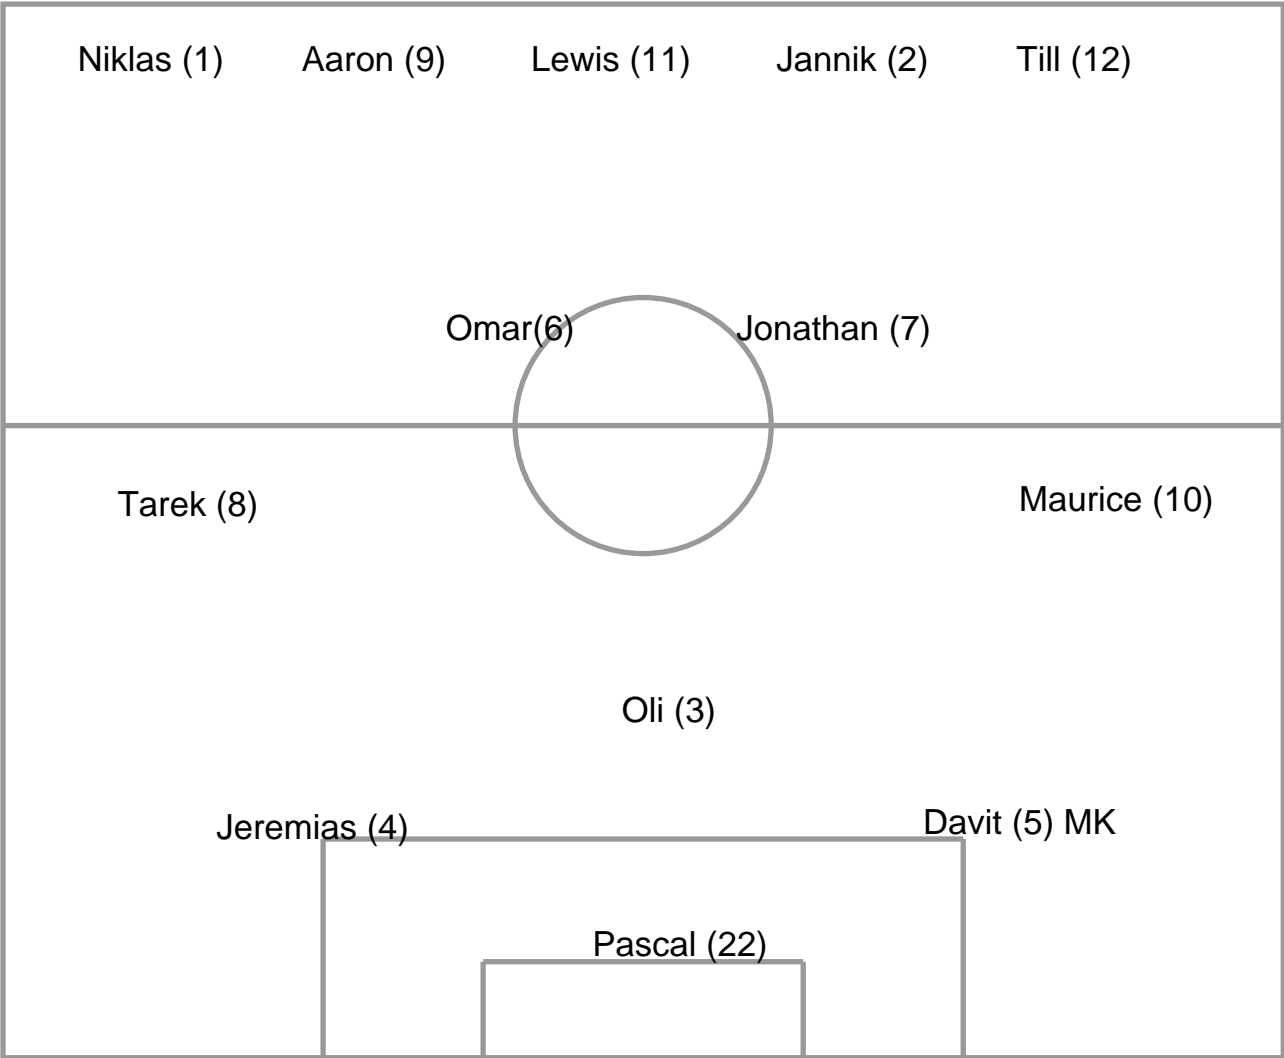 Niklas (1) Aaron (9) Lewis (11) Jannik (2) Till (12)
Omar(6) Jonathan (7)
Tarek (8) Maurice (10)
Oli (3)
Jeremias (4) Davit (5) MK
Pascal (22)